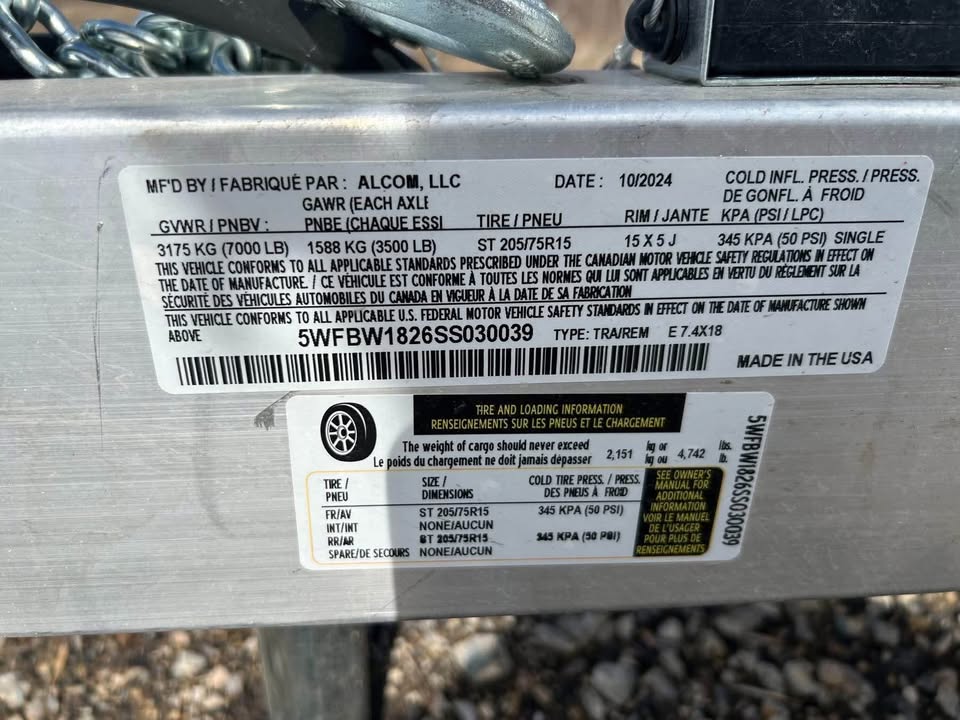 MF'D BY / FABRIQUÉ PAR : ALCOM, LLC DATE : 10/2024 COLD INFL. PRESS. / PRESS.
DE GONFL. À FROID
GAWR (EACH AXLE
GVWR / PNBV : PNBE (CHAQUE ESSI TIRE / PNEU RIM / JANTE KPA (PSI / LPC)
3175 KG (7000 LB) 1588 KG (3500 LB) ST 205/75R15 15 X 5 J 345 KPA (50 PSI) SINGLE
THIS VEHICLE CONFORMS TO ALL APPLICABLE STANDARDS PRESCRIBED UNDER THE CANADIAN MOTOR VEHICLE SAFETY REGULATIONS IN EFFECT ON
THE DATE OF MANUFACTURE. / CE VÉHICULE EST CONFORME À TOUTES LES NORMES QUI LUI SONT APPLICABLES EN VERTU DU RÈGLEMENT SUR LA
SÉCURITÉ DES VÉHICULES AUTOMOBILES DU CANADA EN VIGUEUR À LA DATE DE SA FABRICATION
THIS VEHICLE CONFORMS TO ALL APPLICABLE U.S. FEDERAL MOTOR VEHICLE SAFETY STANDARDS IN EFFECT ON THE DATE OF MANUFACTURE SHOWN
ABOVE 5WFBW1826SS030039 TYPE: TRA/REM E 7.4X18
MADE IN THE USA
TIRE AND LOADING INFORMATION
RENSEIGNEMENTS SUR LES PNEUS ET LE CHARGEMENT
The weight of cargo should never exceed 2,151 kg or 4,742 lbs.
Le poids du chargement ne doit jamais dépasser kg ou lb.
TIRE / SIZE / COLD TIRE PRESS. / PRESS.
PNEU DIMENSIONS DES PNEUS À FROID
FR/AV ST 205/75R15 345 KPA (50 PSI)
INT/INT NONE/AUCUN
RR/AR ST 205/75R15 345 KPA (50 PSI)
SPARE/DE SECOURS NONE/AUCUN
SEE OWNER'S
MANUAL FOR
ADDITIONAL
INFORMATION
VOIR LE MANUEL
DE L'USAGER
POUR PLUS DE
RENSEIGNEMENTS
5WFBW1826SS030039